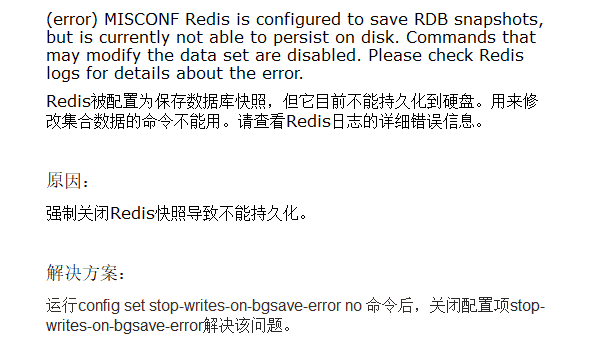 (error) MISCONF Redis is configured to save RDB snapshots,
but is currently not able to persist on disk. Commands that
may modify the data set are disabled. Please check Redis
logs for details about the error.
Redis被配置为保存数据库快照，但它目前不能持久化到硬盘。用来修
改集合数据的命令不能用。请查看Redis日志的详细错误信息。
原因：
强制关闭Redis快照导致不能持久化。
解决方案：
运行config set stop-writes-on-bgsave-error no 命令后，关闭配置项stop-
writes-on-bgsave-error解决该问题。